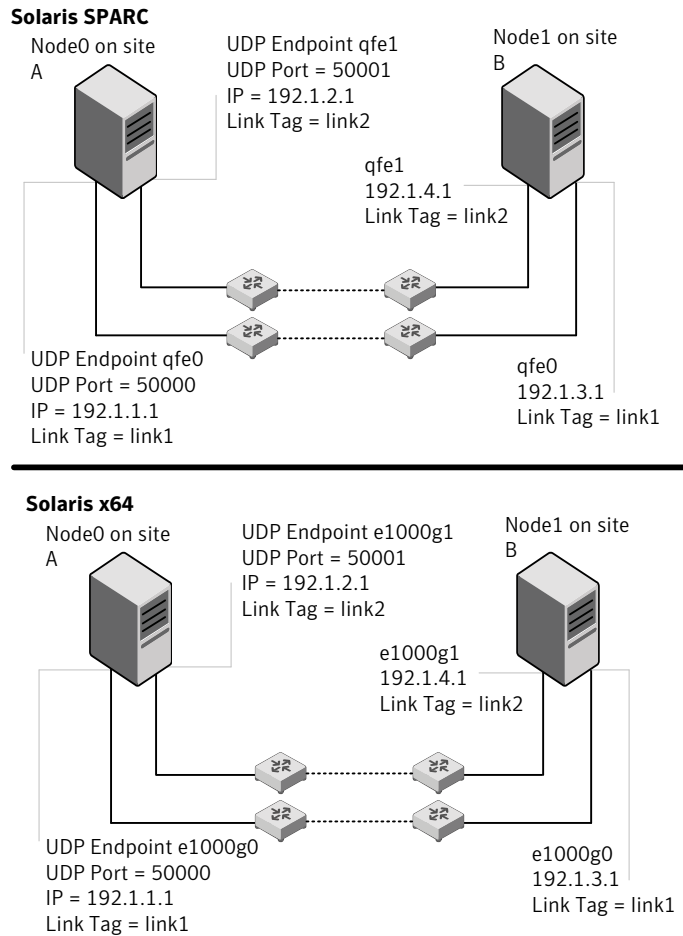 Solaris SPARC
Node0 on site
A
UDP Endpoint qfe1
UDP Port = 50001
IP = 192.1.2.1
Link Tag = link2
Node1 on site
B
qfe1
192.1.4.1
Link Tag = link2
UDP Endpoint qfe0
UDP Port = 50000
IP = 192.1.1.1
Link Tag = link1
qfe0
192.1.3.1
Link Tag = link1
Solaris x64
Node0 on site
A
UDP Endpoint e1000g1
UDP Port = 50001
IP = 192.1.2.1
Link Tag = link2
Node1 on site
B
e1000g1
192.1.4.1
Link Tag = link2
UDP Endpoint e1000g0
UDP Port = 50000
IP = 192.1.1.1
Link Tag = link1
e1000g0
192.1.3.1
Link Tag = link1